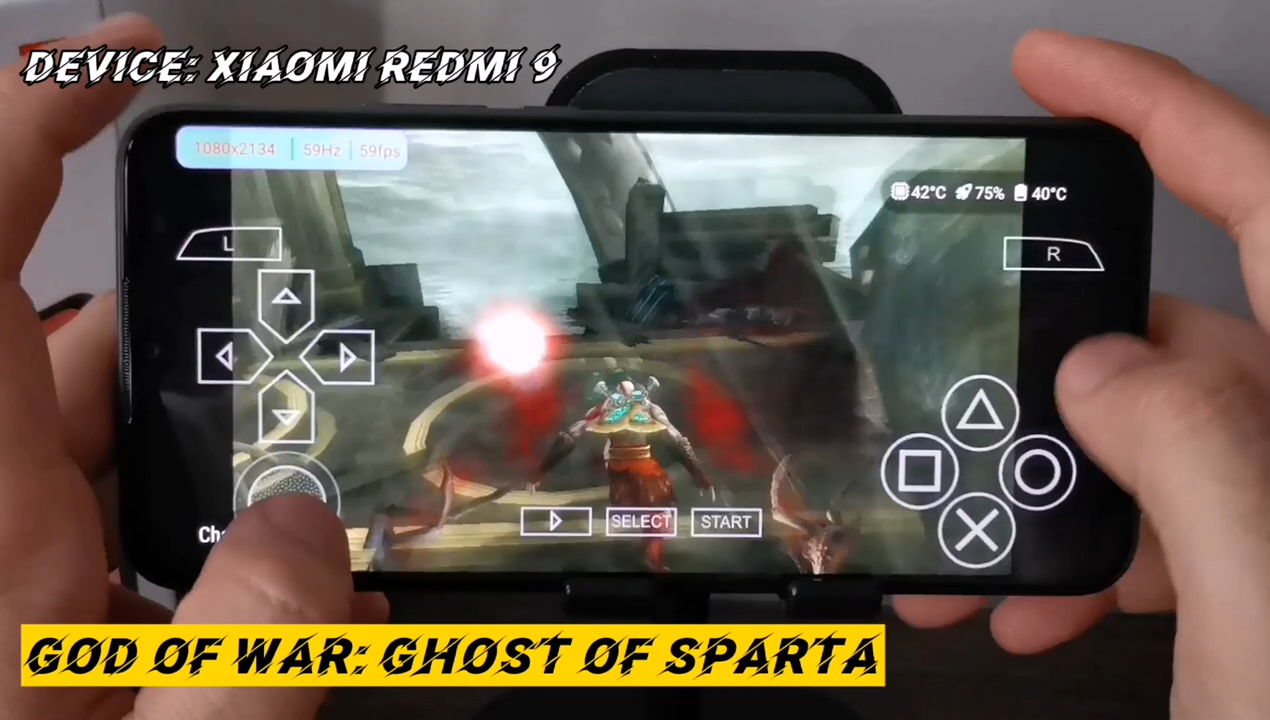 DEVICE: XIAOMI REDMI 9
1080x2134 | 59Hz | 59fps
42°C 75% 40°C
L
R
SELECT START
GOD OF WAR: GHOST OF SPARTA